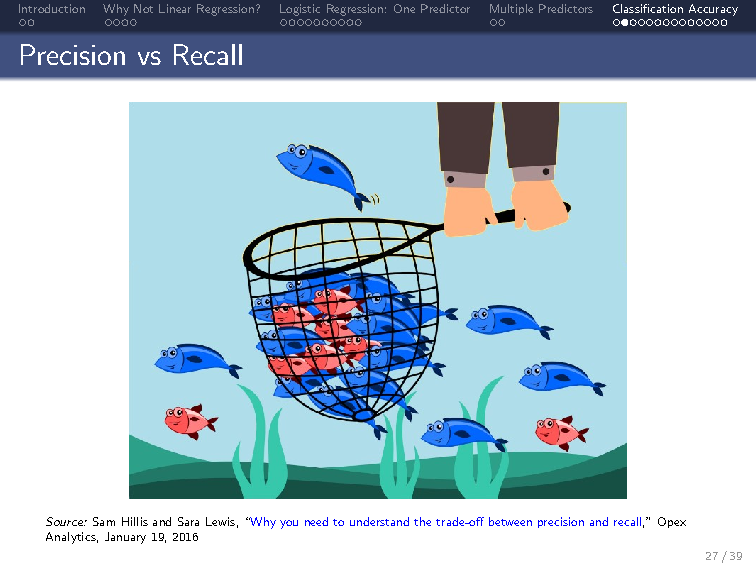 Introduction Why Not Linear Regression? Logistic Regression: One Predictor Multiple Predictors Classification Accuracy
Precision vs Recall
Source: Sam Hillis and Sara Lewis, “Why you need to understand the trade-off between precision and recall,” Opex
Analytics, January 19, 2016
27 / 39